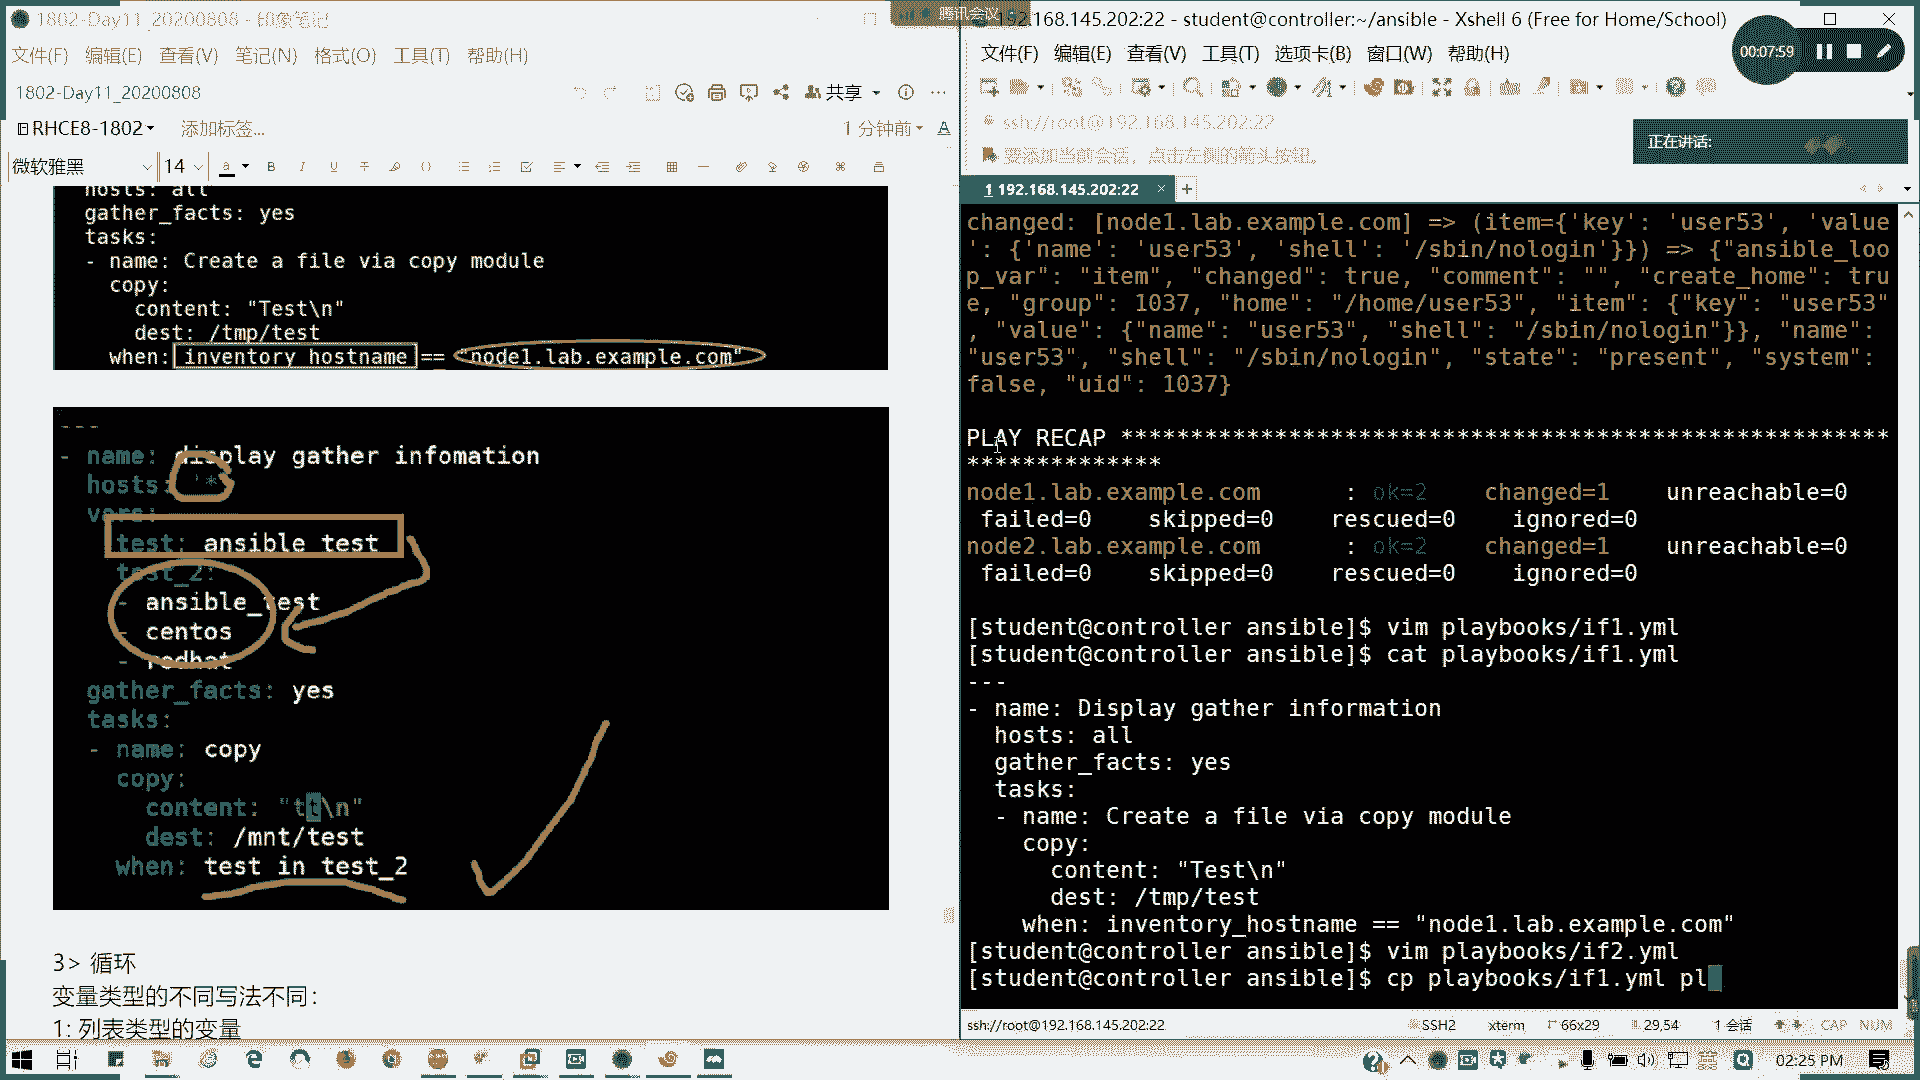 1802-Day11_20200808 - 印象笔记
文件(F) 编辑(E) 查看(V) 笔记(N) 格式(O) 工具(T) 帮助(H)
1802-Day11_20200808
共享
RHCE8-1802
添加标签...
1 分钟前
微软雅黑
14
hosts: all
gather_facts: yes
tasks:
- name: Create a file via copy module
copy:
content: "Test\n"
dest: /tmp/test
when: inventory_hostname == "node1.lab.example.com"
---
- name: display gather infomation
hosts: '*'
vars:
test: ansible_test
test_2:
- ansible_test
- centos
- redhat
gather_facts: yes
tasks:
- name: copy
copy:
content: "tt\n"
dest: /mnt/test
when: test in test_2
3> 循环
变量类型的不同写法不同:
1: 列表类型的变量
腾讯会议
192.168.145.202:22 - student@controller:~/ansible - Xshell 6 (Free for Home/School)
文件(F) 编辑(E) 查看(V) 工具(T) 选项卡(B) 窗口(W) 帮助(H)
00:07:59
ssh://root@192.168.145.202:22
正在讲话:
要添加当前会话，点击左侧的箭头按钮。
1 192.168.145.202:22
changed: [node1.lab.example.com] => (item={'key': 'user53', 'value
': {'name': 'user53', 'shell': '/sbin/nologin'}}) => {"ansible_loo
p_var": "item", "changed": true, "comment": "", "create_home": tru
e, "group": 1037, "home": "/home/user53", "item": {"key": "user53"
, "value": {"name": "user53", "shell": "/sbin/nologin"}}, "name":
"user53", "shell": "/sbin/nologin", "state": "present", "system":
false, "uid": 1037}
PLAY RECAP *******************************************************
**************
node1.lab.example.com : ok=2 changed=1 unreachable=0
failed=0 skipped=0 rescued=0 ignored=0
node2.lab.example.com : ok=2 changed=1 unreachable=0
failed=0 skipped=0 rescued=0 ignored=0
[student@controller ansible]$ vim playbooks/if1.yml
[student@controller ansible]$ cat playbooks/if1.yml
---
- name: Display gather information
hosts: all
gather_facts: yes
tasks:
- name: Create a file via copy module
copy:
content: "Test\n"
dest: /tmp/test
when: inventory_hostname == "node1.lab.example.com"
[student@controller ansible]$ vim playbooks/if2.yml
[student@controller ansible]$ cp playbooks/if1.yml pl
ssh://root@192.168.145.202:22
SSH2 xterm 66x29 29,54 1 会话 CAP NUM
02:25 PM